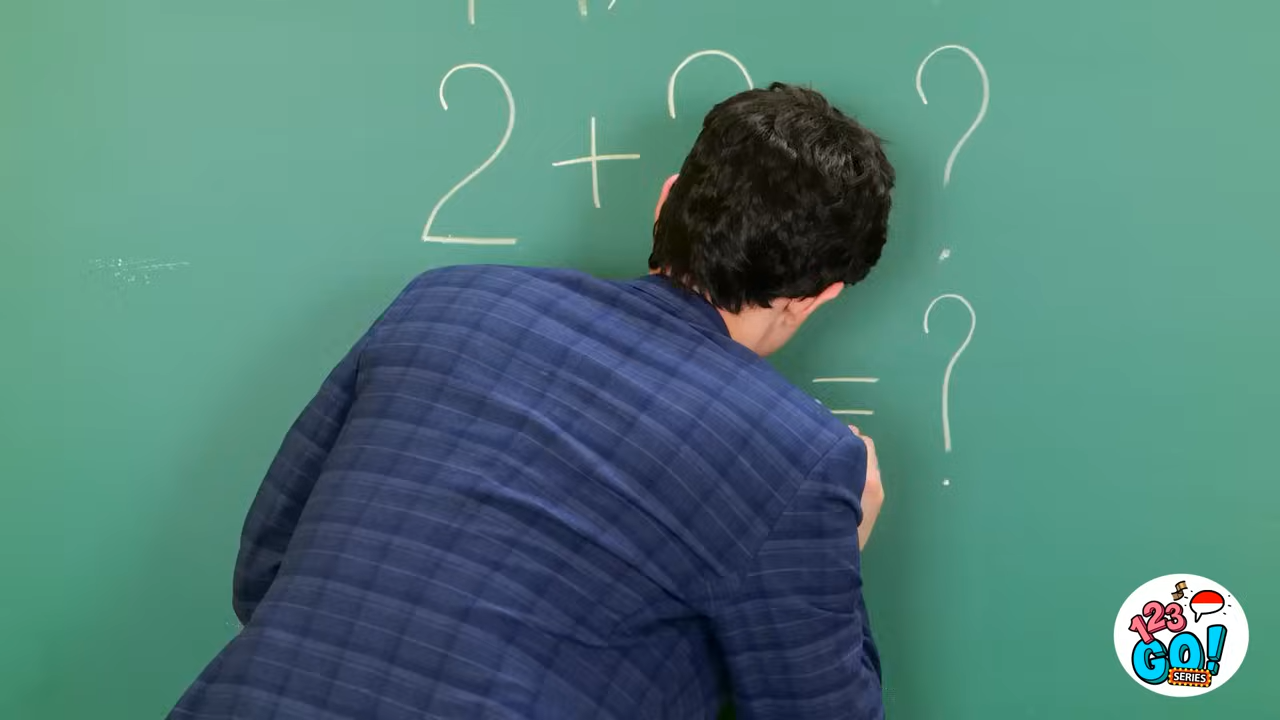 2 + ?
= ?
123
GO!
SERIES